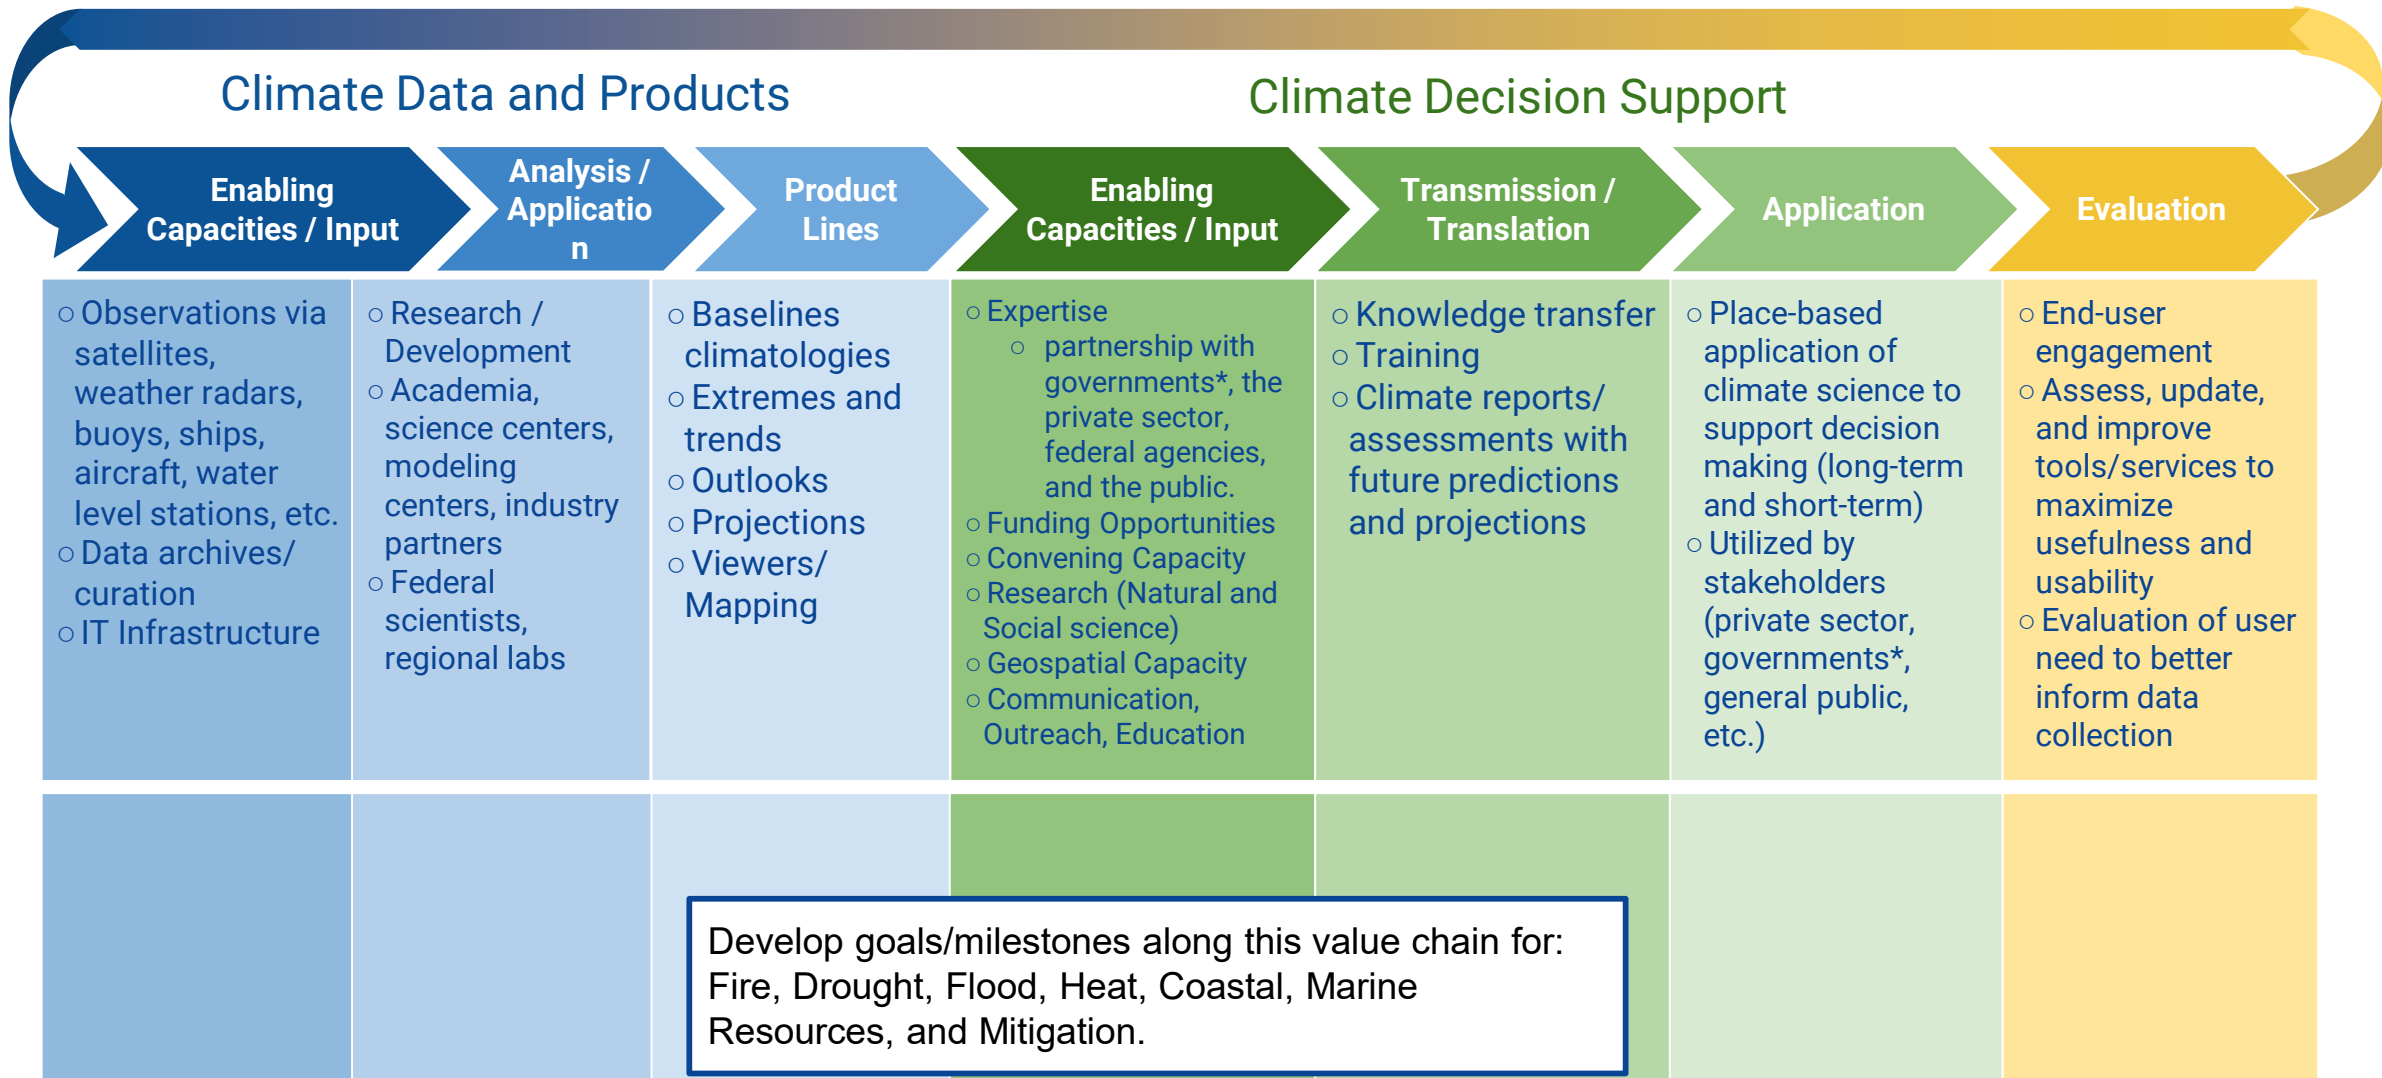 Climate Data and Products
Climate Decision Support
Enabling
Capacities / Input
Analysis /
Applicatio
n
Product
Lines
Enabling
Capacities / Input
Transmission /
Translation
Application
Evaluation
○ Observations via
satellites,
weather radars,
buoys, ships,
aircraft, water
level stations, etc.
○ Data archives/
curation
○ IT Infrastructure
○ Research /
Development
○ Academia,
science centers,
modeling
centers, industry
partners
○ Federal
scientists,
regional labs
○ Baselines
climatologies
○ Extremes and
trends
○ Outlooks
○ Projections
○ Viewers/
Mapping
○ Expertise
○ partnership with
governments*, the
private sector,
federal agencies,
and the public.
○ Funding Opportunities
○ Convening Capacity
○ Research (Natural and
Social science)
○ Geospatial Capacity
○ Communication,
Outreach, Education
○ Knowledge transfer
○ Training
○ Climate reports/
assessments with
future predictions
and projections
○ Place-based
application of
climate science to
support decision
making (long-term
and short-term)
○ Utilized by
stakeholders
(private sector,
governments*,
general public,
etc.)
○ End-user
engagement
○ Assess, update,
and improve
tools/services to
maximize
usefulness and
usability
○ Evaluation of user
need to better
inform data
collection
Develop goals/milestones along this value chain for:
Fire, Drought, Flood, Heat, Coastal, Marine
Resources, and Mitigation.